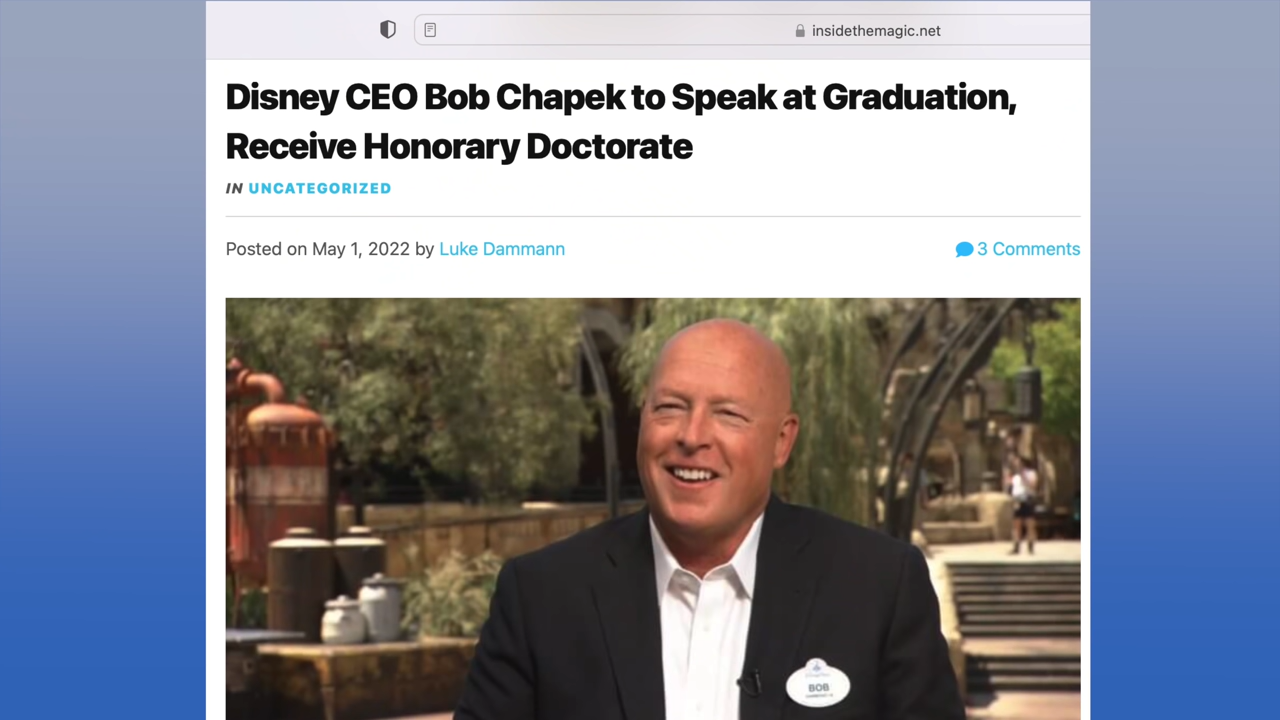 insidethemagic.net
Disney CEO Bob Chapek to Speak at Graduation,
Receive Honorary Doctorate
IN UNCATEGORIZED
Posted on May 1, 2022 by Luke Dammann
3 Comments
BOB